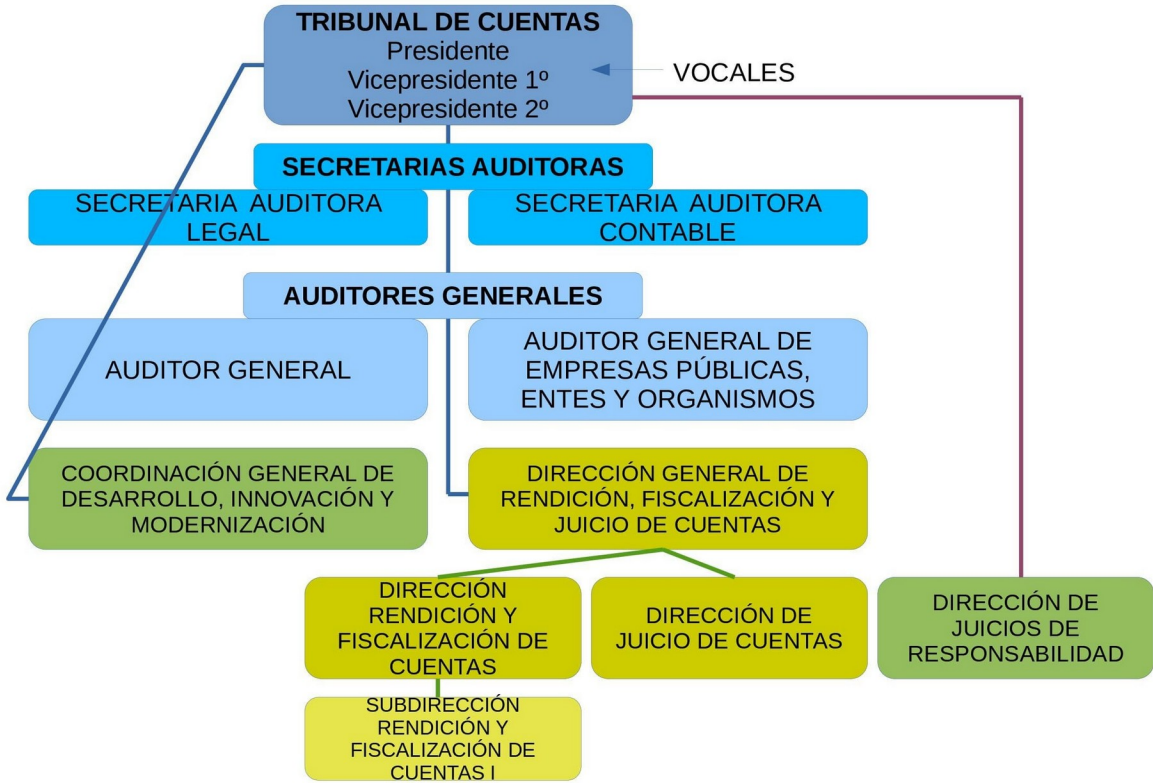 TRIBUNAL DE CUENTAS
Presidente
Vicepresidente 1º
Vicepresidente 2º
VOCALES
SECRETARIAS AUDITORAS
SECRETARIA AUDITORA
LEGAL
SECRETARIA AUDITORA
CONTABLE
AUDITORES GENERALES
AUDITOR GENERAL
AUDITOR GENERAL DE
EMPRESAS PÚBLICAS,
ENTES Y ORGANISMOS
COORDINACIÓN GENERAL DE
DESARROLLO, INNOVACIÓN Y
MODERNIZACIÓN
DIRECCIÓN GENERAL DE
RENDICIÓN, FISCALIZACIÓN Y
JUICIO DE CUENTAS
DIRECCIÓN
RENDICIÓN Y
FISCALIZACIÓN DE
CUENTAS
DIRECCIÓN DE
JUICIO DE CUENTAS
DIRECCIÓN DE
JUICIOS DE
RESPONSABILIDAD
SUBDIRECCIÓN
RENDICIÓN Y
FISCALIZACIÓN DE
CUENTAS I